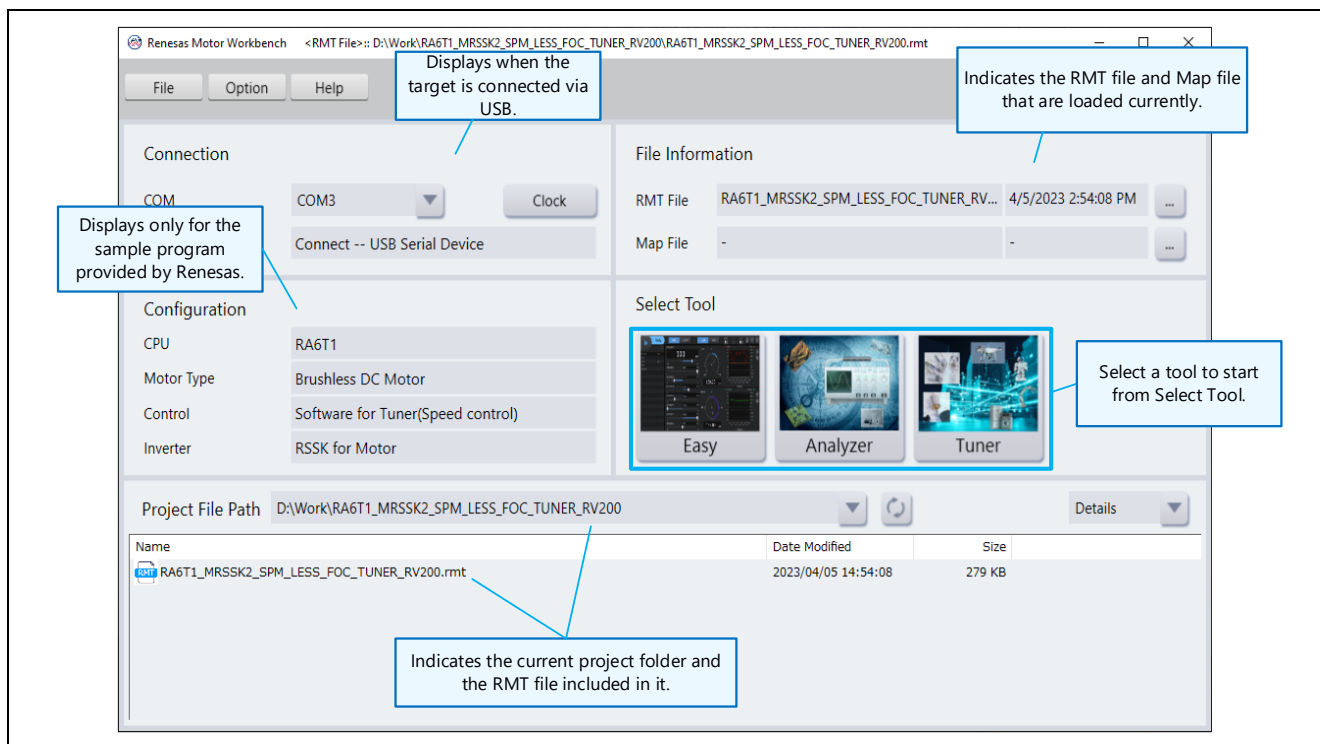 Renesas Motor Workbench <RMT File>:: D:\Work\RA6T1_MRSSK2_SPM_LESS_FOC_TUNER_RV200\RA6T1_MRSSK2_SPM_LESS_FOC_TUNER_RV200.rmt
File Option Help
Displays when the
target is connected via
USB.
Indicates the RMT file and Map file
that are loaded currently.
Connection
COM COM3 Clock
Connect -- USB Serial Device
Displays only for the
sample program
provided by Renesas.
File Information
RMT File RA6T1_MRSSK2_SPM_LESS_FOC_TUNER_RV... 4/5/2023 2:54:08 PM ...
Map File - - ...
Configuration
CPU RA6T1
Motor Type Brushless DC Motor
Control Software for Tuner(Speed control)
Inverter RSSK for Motor
Select Tool
Easy Analyzer Tuner
Select a tool to start
from Select Tool.
Project File Path D:\Work\RA6T1_MRSSK2_SPM_LESS_FOC_TUNER_RV200 Details
Name Date Modified Size
RMT RA6T1_MRSSK2_SPM_LESS_FOC_TUNER_RV200.rmt 2023/04/05 14:54:08 279 KB
Indicates the current project folder and
the RMT file included in it.